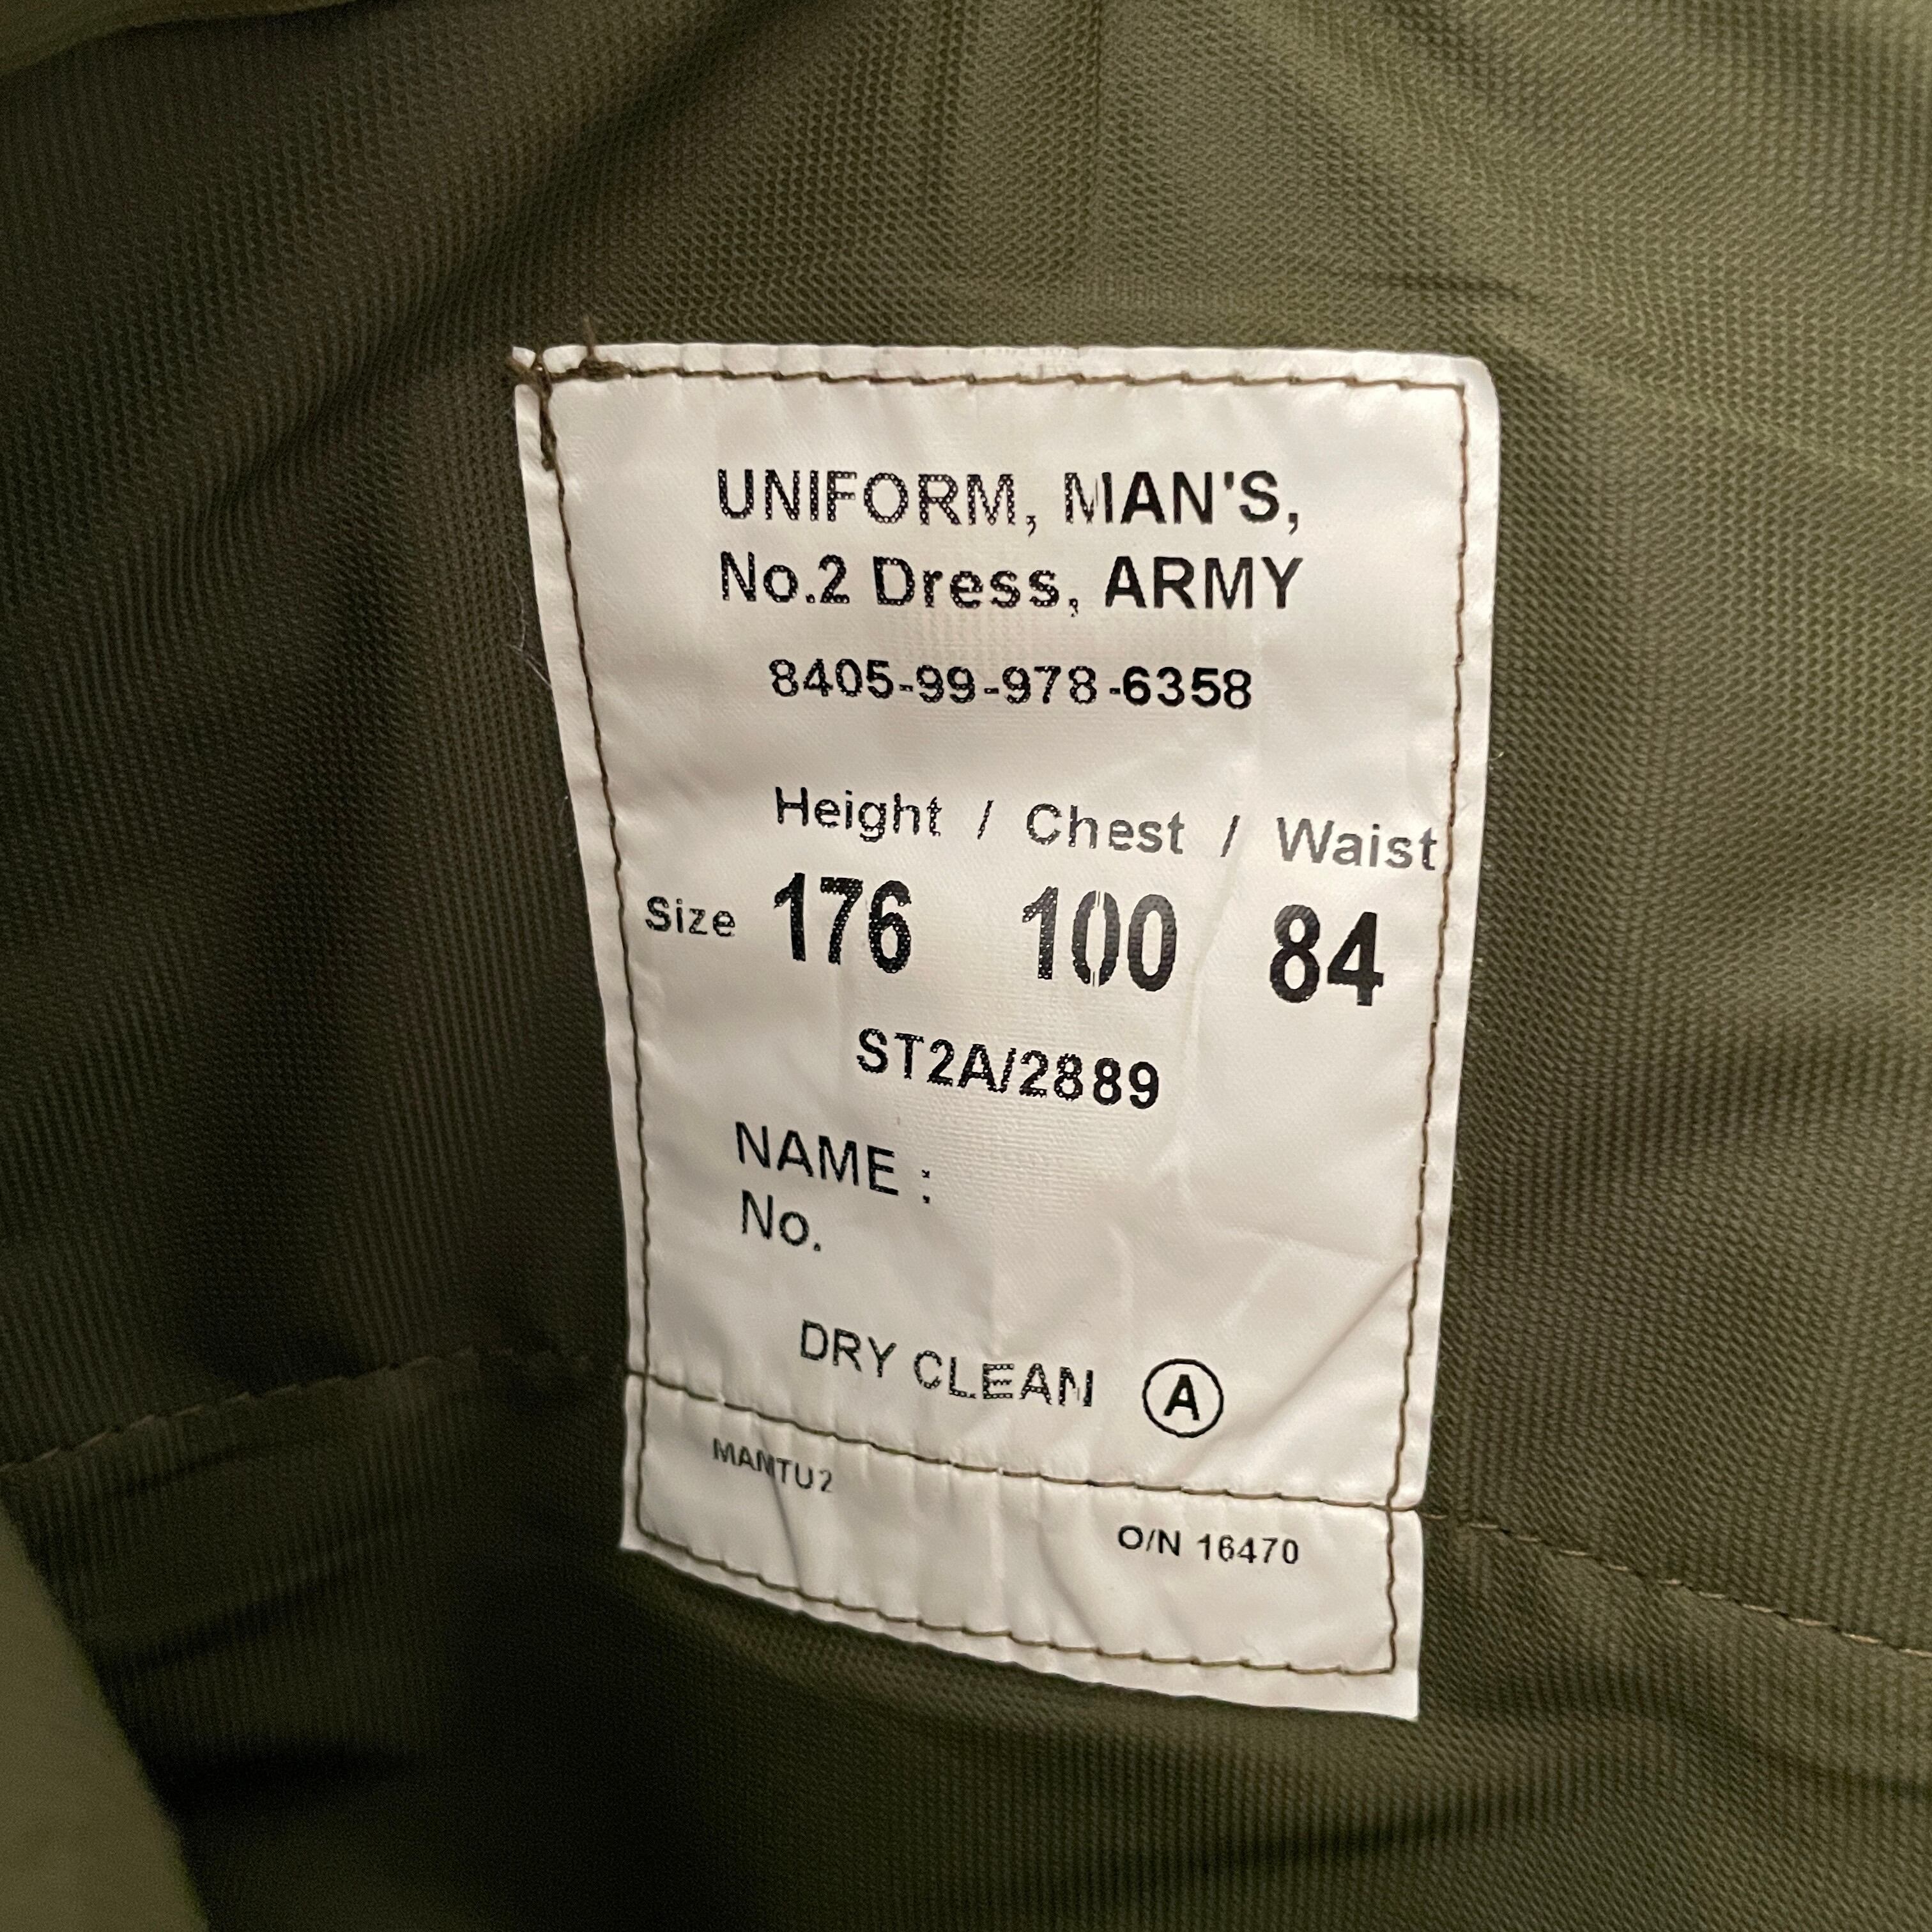 UNIFORM, MAN'S,
No.2 Dress, ARMY
8405-99-978-6358
Height / Chest / Waist
Size 176 100 84
ST2A/2889
NAME :
No.
DRY CLEAN A
MAMTU2
O/N 16470